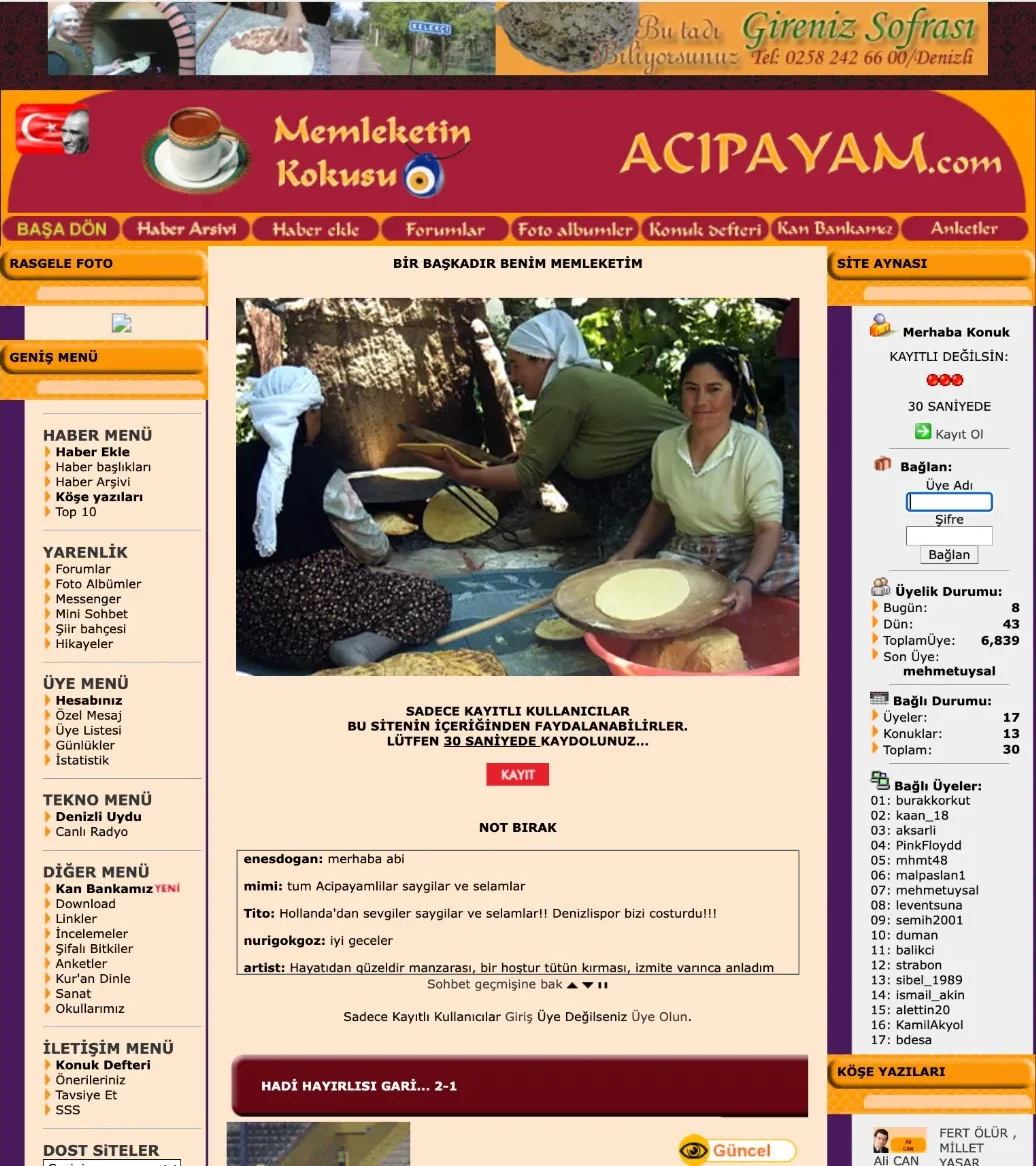 KELEKÇİ
Bu tadı
Biliyorsunuz
Gireniz Sofrası
Tel: 0258 242 66 00/Denizli
Memleketin
Kokusu
ACIPAYAM.com
BAŞA DÖN
Haber Arsivi
Haber ekle
Forumlar
Foto albumler
Konuk defteri
Kan Bankamız
Anketler
RASGELE FOTO
GENİŞ MENÜ
HABER MENÜ
Haber Ekle
Haber başlıkları
Haber Arşivi
Köşe yazıları
Top 10
YARENLİK
Forumlar
Foto Albümler
Messenger
Mini Sohbet
Şiir bahçesi
Hikayeler
ÜYE MENÜ
Hesabınız
Özel Mesaj
Üye Listesi
Günlükler
İstatistik
TEKNO MENÜ
Denizli Uydu
Canlı Radyo
DİĞER MENÜ
Kan Bankamız YENİ
Download
Linkler
İncelemeler
Şifalı Bitkiler
Anketler
Kur'an Dinle
Sanat
Okullarımız
İLETİŞİM MENÜ
Konuk Defteri
Önerileriniz
Tavsiye Et
SSS
DOST SiTELER
BİR BAŞKADIR BENİM MEMLEKETİM
SADECE KAYITLI KULLANICILAR
BU SİTENİN İÇERİĞİNDEN FAYDALANABİLİRLER.
LÜTFEN 30 SANİYEDE KAYDOLUNUZ...
KAYIT
NOT BIRAK
enesdogan: merhaba abi
mimi: tum Acipayamlilar saygilar ve selamlar
Tito: Hollanda'dan sevgiler saygilar ve selamlar!! Denizlispor bizi costurdu!!!
nurigokgoz: iyi geceler
artist: Hayatıdan güzeldir manzarası, bir hoştur tütün kırması, izmite varınca anladım
Sohbet geçmişine bak
Sadece Kayıtlı Kullanıcılar Giriş Üye Değilseniz Üye Olun.
HADİ HAYIRLISI GARİ... 2-1
Güncel
SİTE AYNASI
Merhaba Konuk
KAYITLI DEĞİLSİN:
30 SANİYEDE
Kayıt Ol
Bağlan:
Üye Adı
Şifre
Bağlan
Üyelik Durumu:
Bugün: 8
Dün: 43
ToplamÜye: 6,839
Son Üye:
mehmetuysal
Bağlı Durumu:
Üyeler: 17
Konuklar: 13
Toplam: 30
Bağlı Üyeler:
01: burakkorkut
02: kaan_18
03: aksarli
04: PinkFloydd
05: mhmt48
06: malpaslan1
07: mehmetuysal
08: leventsuna
09: semih2001
10: duman
11: balikci
12: strabon
13: sibel_1989
14: ismail_akin
15: alettin20
16: KamilAkyol
17: bdesa
KÖŞE YAZILARI
Ali CAN
FERT ÖLÜR ,
MİLLET
YAŞAR